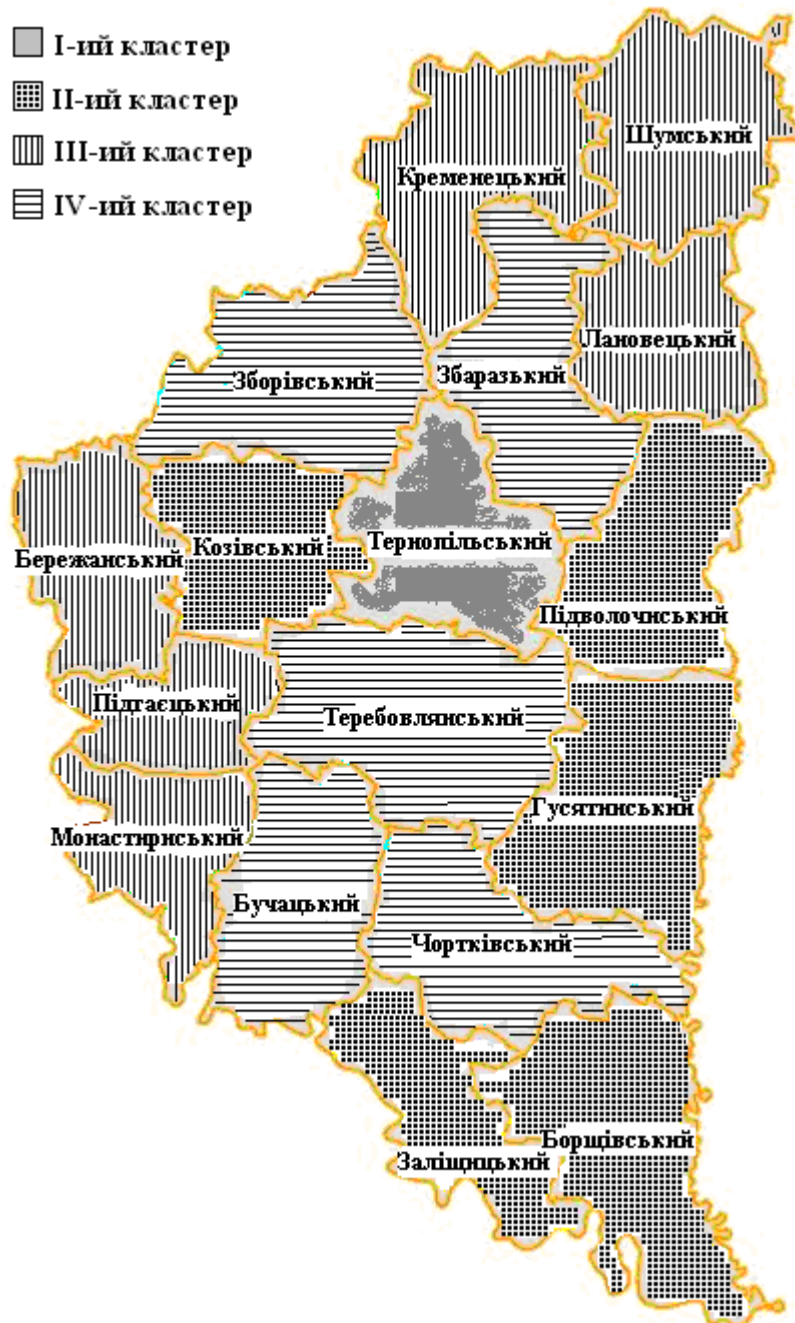 І-ий кластер
ІІ-ий кластер
ІІІ-ий кластер
IV-ий кластер
Шумський
Кременецький
Лановецький
Зборівський
Збаразький
Бережанський
Козівський
Тернопільський
Підволочиський
Підгаєцький
Теребовлянський
Гусятинський
Монастириський
Бучацький
Чортківський
Борщівський
Заліщицький